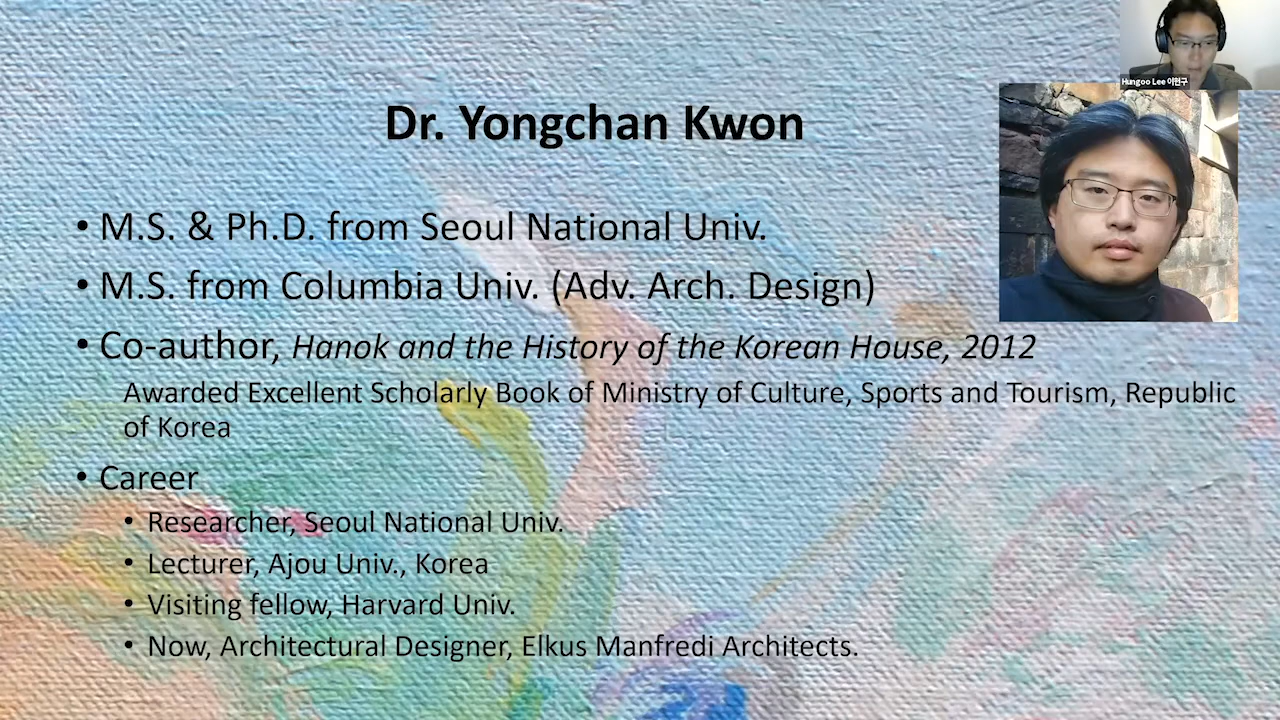 Hungoo Lee 이헌구
Dr. Yongchan Kwon
• M.S. & Ph.D. from Seoul National Univ.
• M.S. from Columbia Univ. (Adv. Arch. Design)
• Co-author, Hanok and the History of the Korean House, 2012
Awarded Excellent Scholarly Book of Ministry of Culture, Sports and Tourism, Republic
of Korea
• Career
• Researcher, Seoul National Univ.
• Lecturer, Ajou Univ., Korea
• Visiting fellow, Harvard Univ.
• Now, Architectural Designer, Elkus Manfredi Architects.